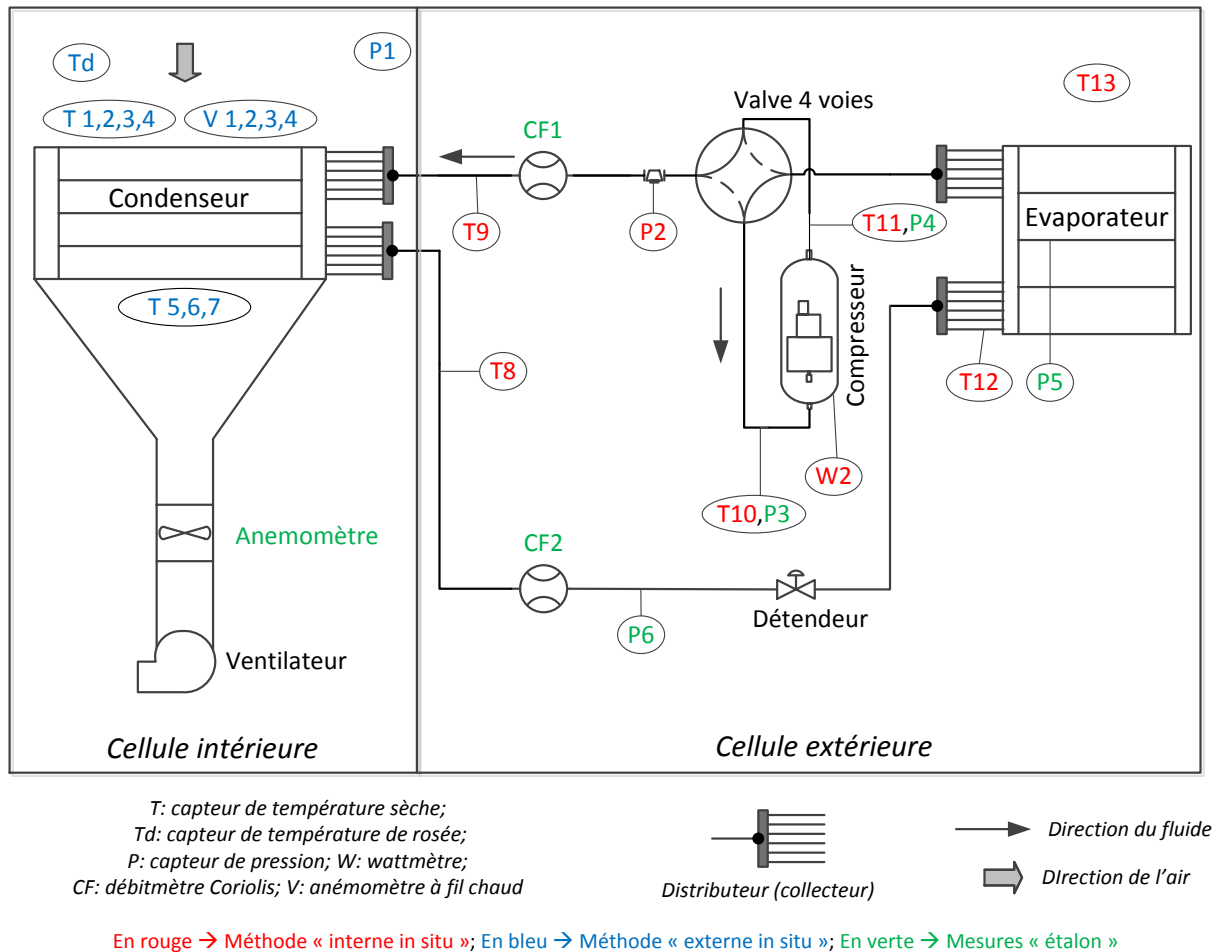 Td
P1
T13
T 1,2,3,4
V 1,2,3,4
CF1
Valve 4 voies
Condenseur
Evaporateur
T9
P2
T11,P4
T 5,6,7
Compresseur
T8
T12
P5
W2
T10,P3
Anemomètre
CF2
P6
Détendeur
Ventilateur
Cellule intérieure
Cellule extérieure
T: capteur de température sèche;
Td: capteur de température de rosée;
P: capteur de pression; W: wattmètre;
CF: débitmètre Coriolis; V: anémomètre à fil chaud
Distributeur (collecteur)
Direction du fluide
DIrection de l’air
En rouge → Méthode « interne in situ »; En bleu → Méthode « externe in situ »; En verte → Mesures « étalon »